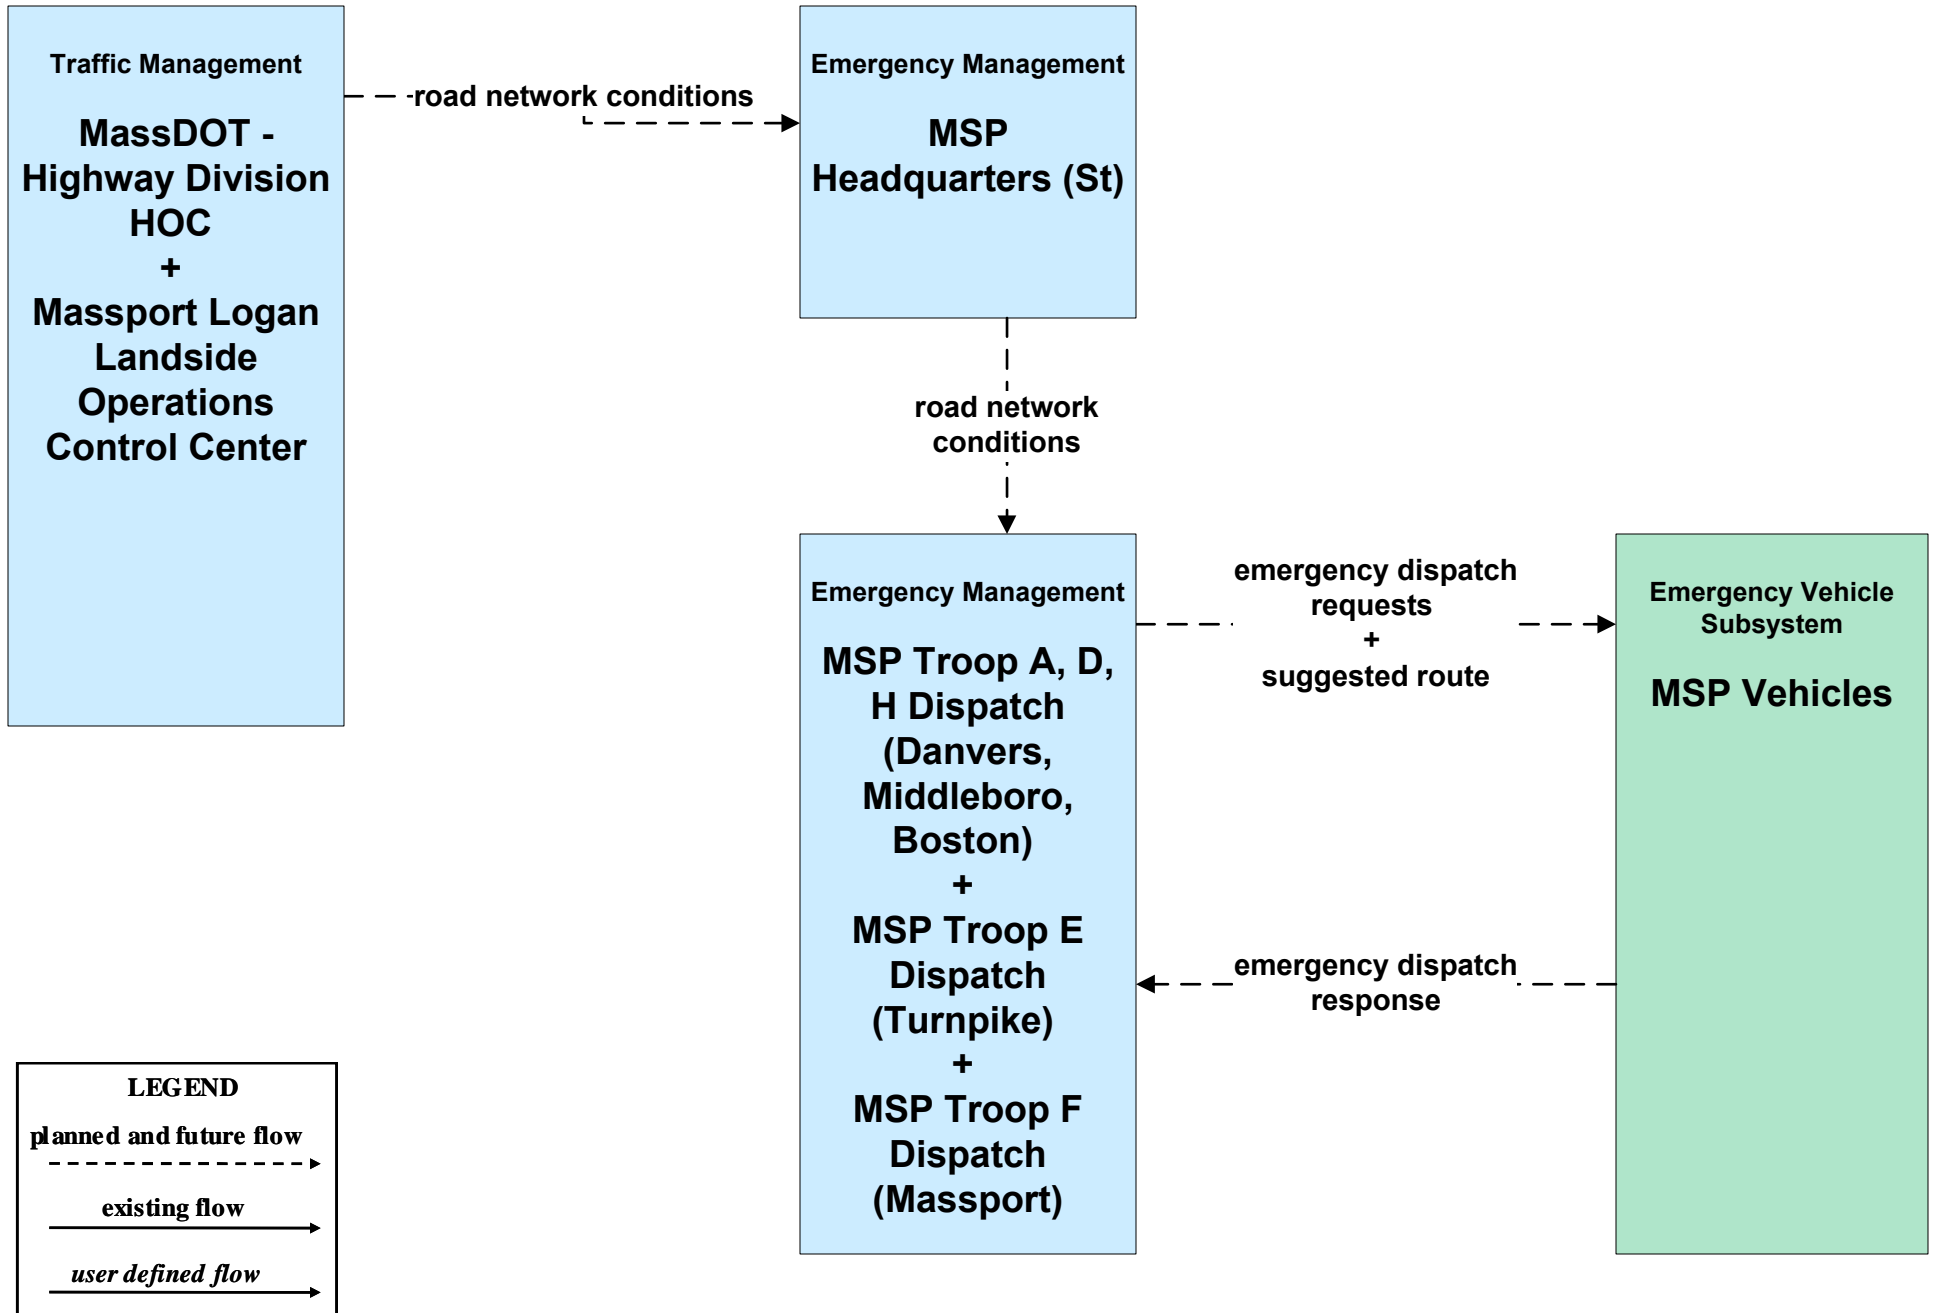 Traffic Management
MassDOT -
Highway Division
HOC
+
Massport Logan
Landside
Operations
Control Center
road network conditions
Emergency Management
MSP
Headquarters (St)
road network
conditions
Emergency Management
MSP Troop A, D,
H Dispatch
(Danvers,
Middleboro,
Boston)
+
MSP Troop E
Dispatch
(Turnpike)
+
MSP Troop F
Dispatch
(Massport)
emergency dispatch
requests
+
suggested route
emergency dispatch
response
Emergency Vehicle
Subsystem
MSP Vehicles
LEGEND
planned and future flow
existing flow
user defined flow